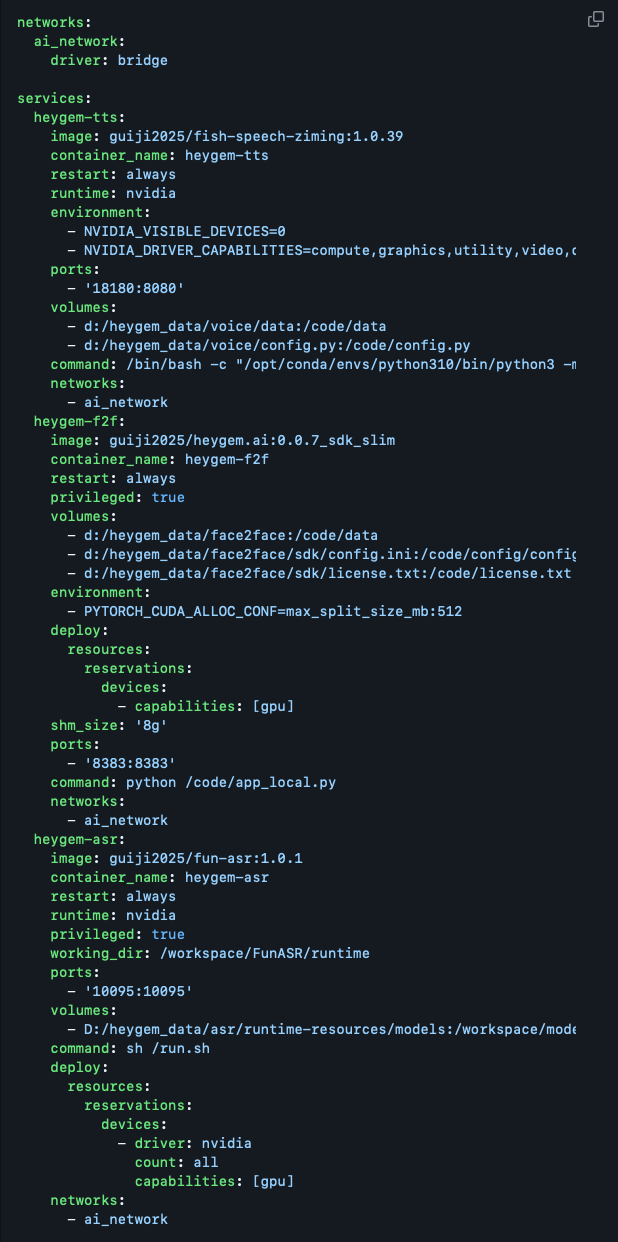 networks:
  ai_network:
    driver: bridge

services:
  heygem-tts:
    image: guiji2025/fish-speech-ziming:1.0.39
    container_name: heygem-tts
    restart: always
    runtime: nvidia
    environment:
      - NVIDIA_VISIBLE_DEVICES=0
      - NVIDIA_DRIVER_CAPABILITIES=compute,graphics,utility,video,
    ports:
      - '18180:8080'
    volumes:
      - d:/heygem_data/voice/data:/code/data
      - d:/heygem_data/voice/config.py:/code/config.py
    command: /bin/bash -c "/opt/conda/envs/python310/bin/python3 -m
    networks:
      - ai_network
  heygem-f2f:
    image: guiji2025/heygem.ai:0.0.7_sdk_slim
    container_name: heygem-f2f
    restart: always
    privileged: true
    volumes:
      - d:/heygem_data/face2face:/code/data
      - d:/heygem_data/face2face/sdk/config.ini:/code/config/config
      - d:/heygem_data/face2face/sdk/license.txt:/code/license.txt
    environment:
      - PYTORCH_CUDA_ALLOC_CONF=max_split_size_mb:512
    deploy:
      resources:
        reservations:
          devices:
            - capabilities: [gpu]
    shm_size: '8g'
    ports:
      - '8383:8383'
    command: python /code/app_local.py
    networks:
      - ai_network
  heygem-asr:
    image: guiji2025/fun-asr:1.0.1
    container_name: heygem-asr
    restart: always
    runtime: nvidia
    privileged: true
    working_dir: /workspace/FunASR/runtime
    ports:
      - '10095:10095'
    volumes:
      - D:/heygem_data/asr/runtime-resources/models:/workspace/mode
    command: sh /run.sh
    deploy:
      resources:
        reservations:
          devices:
            - driver: nvidia
              count: all
              capabilities: [gpu]
    networks:
      - ai_network